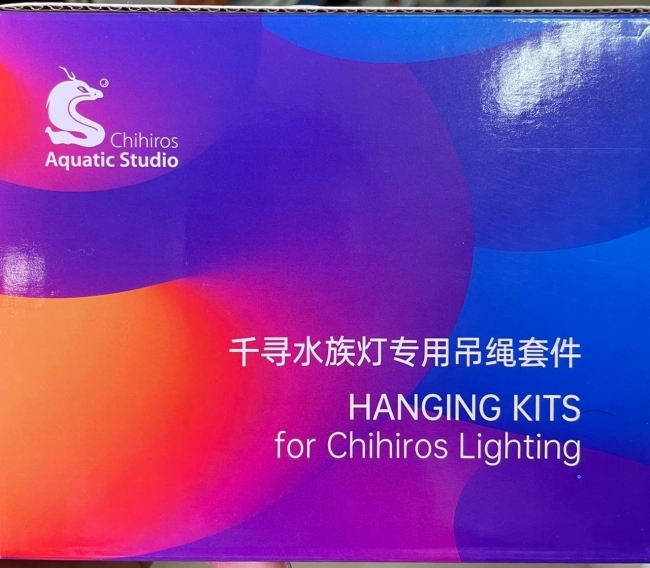 Chihiros
Aquatic Studio
千寻水族灯专用吊绳套件
HANGING KITS
for Chihiros Lighting